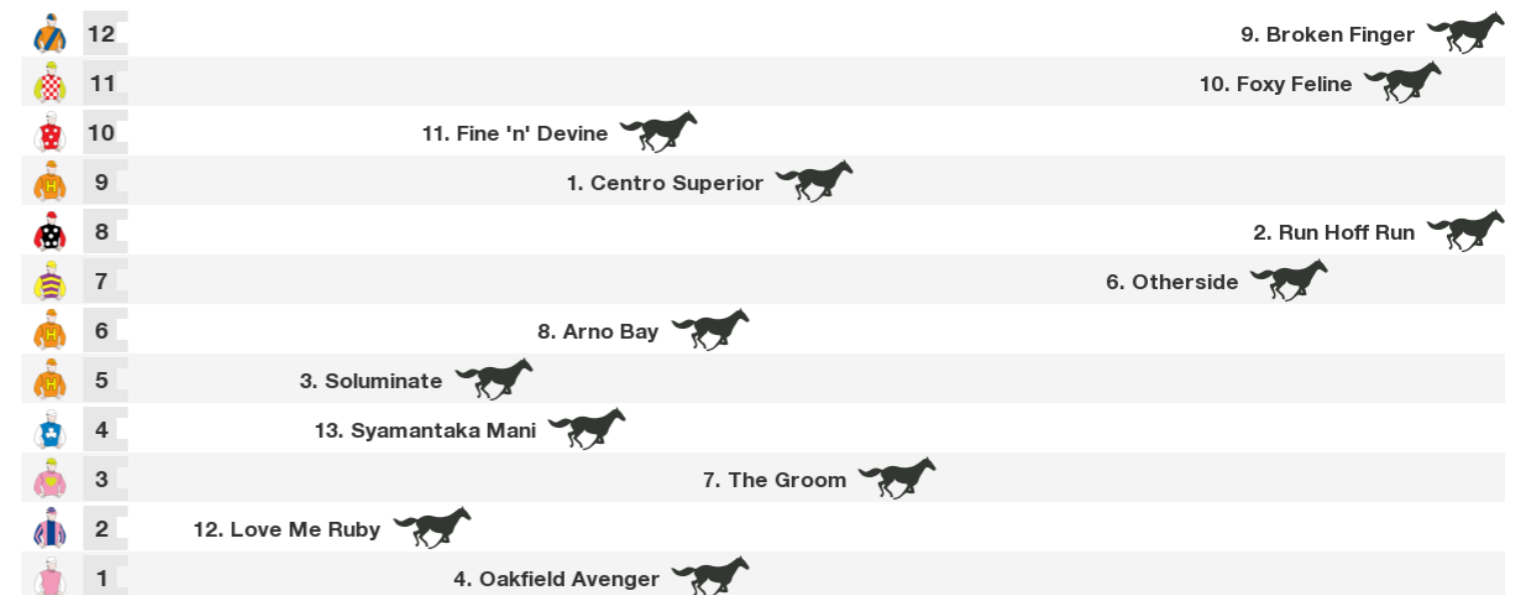 12 9. Broken Finger
11 10. Foxy Feline
10 11. Fine 'n' Devine
H 9 1. Centro Superior
8 2. Run Hoff Run
7 6. Otherside
H 6 8. Arno Bay
H 5 3. Soluminate
4 13. Syamantaka Mani
3 7. The Groom
2 12. Love Me Ruby
1 4. Oakfield Avenger